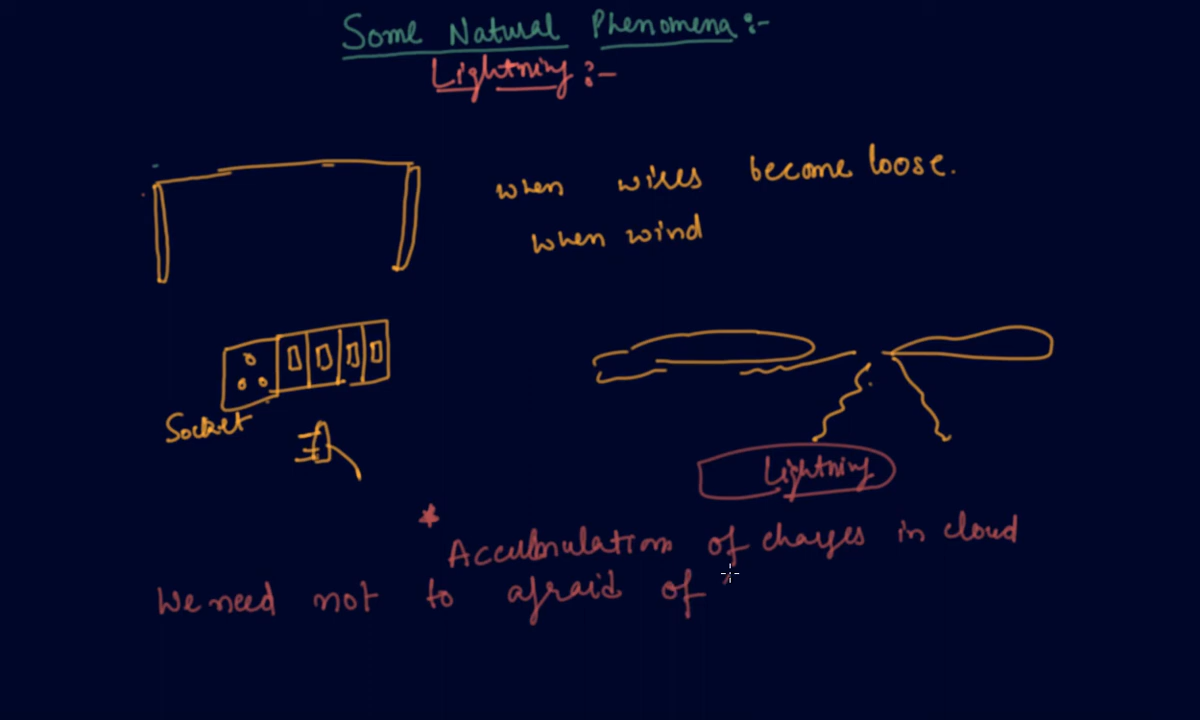 Some Natural Phenomena:-
Lightning:-
when wires become loose.
when wind
Socket
Lightning
* Accumulation of charges in cloud
We need not to afraid of